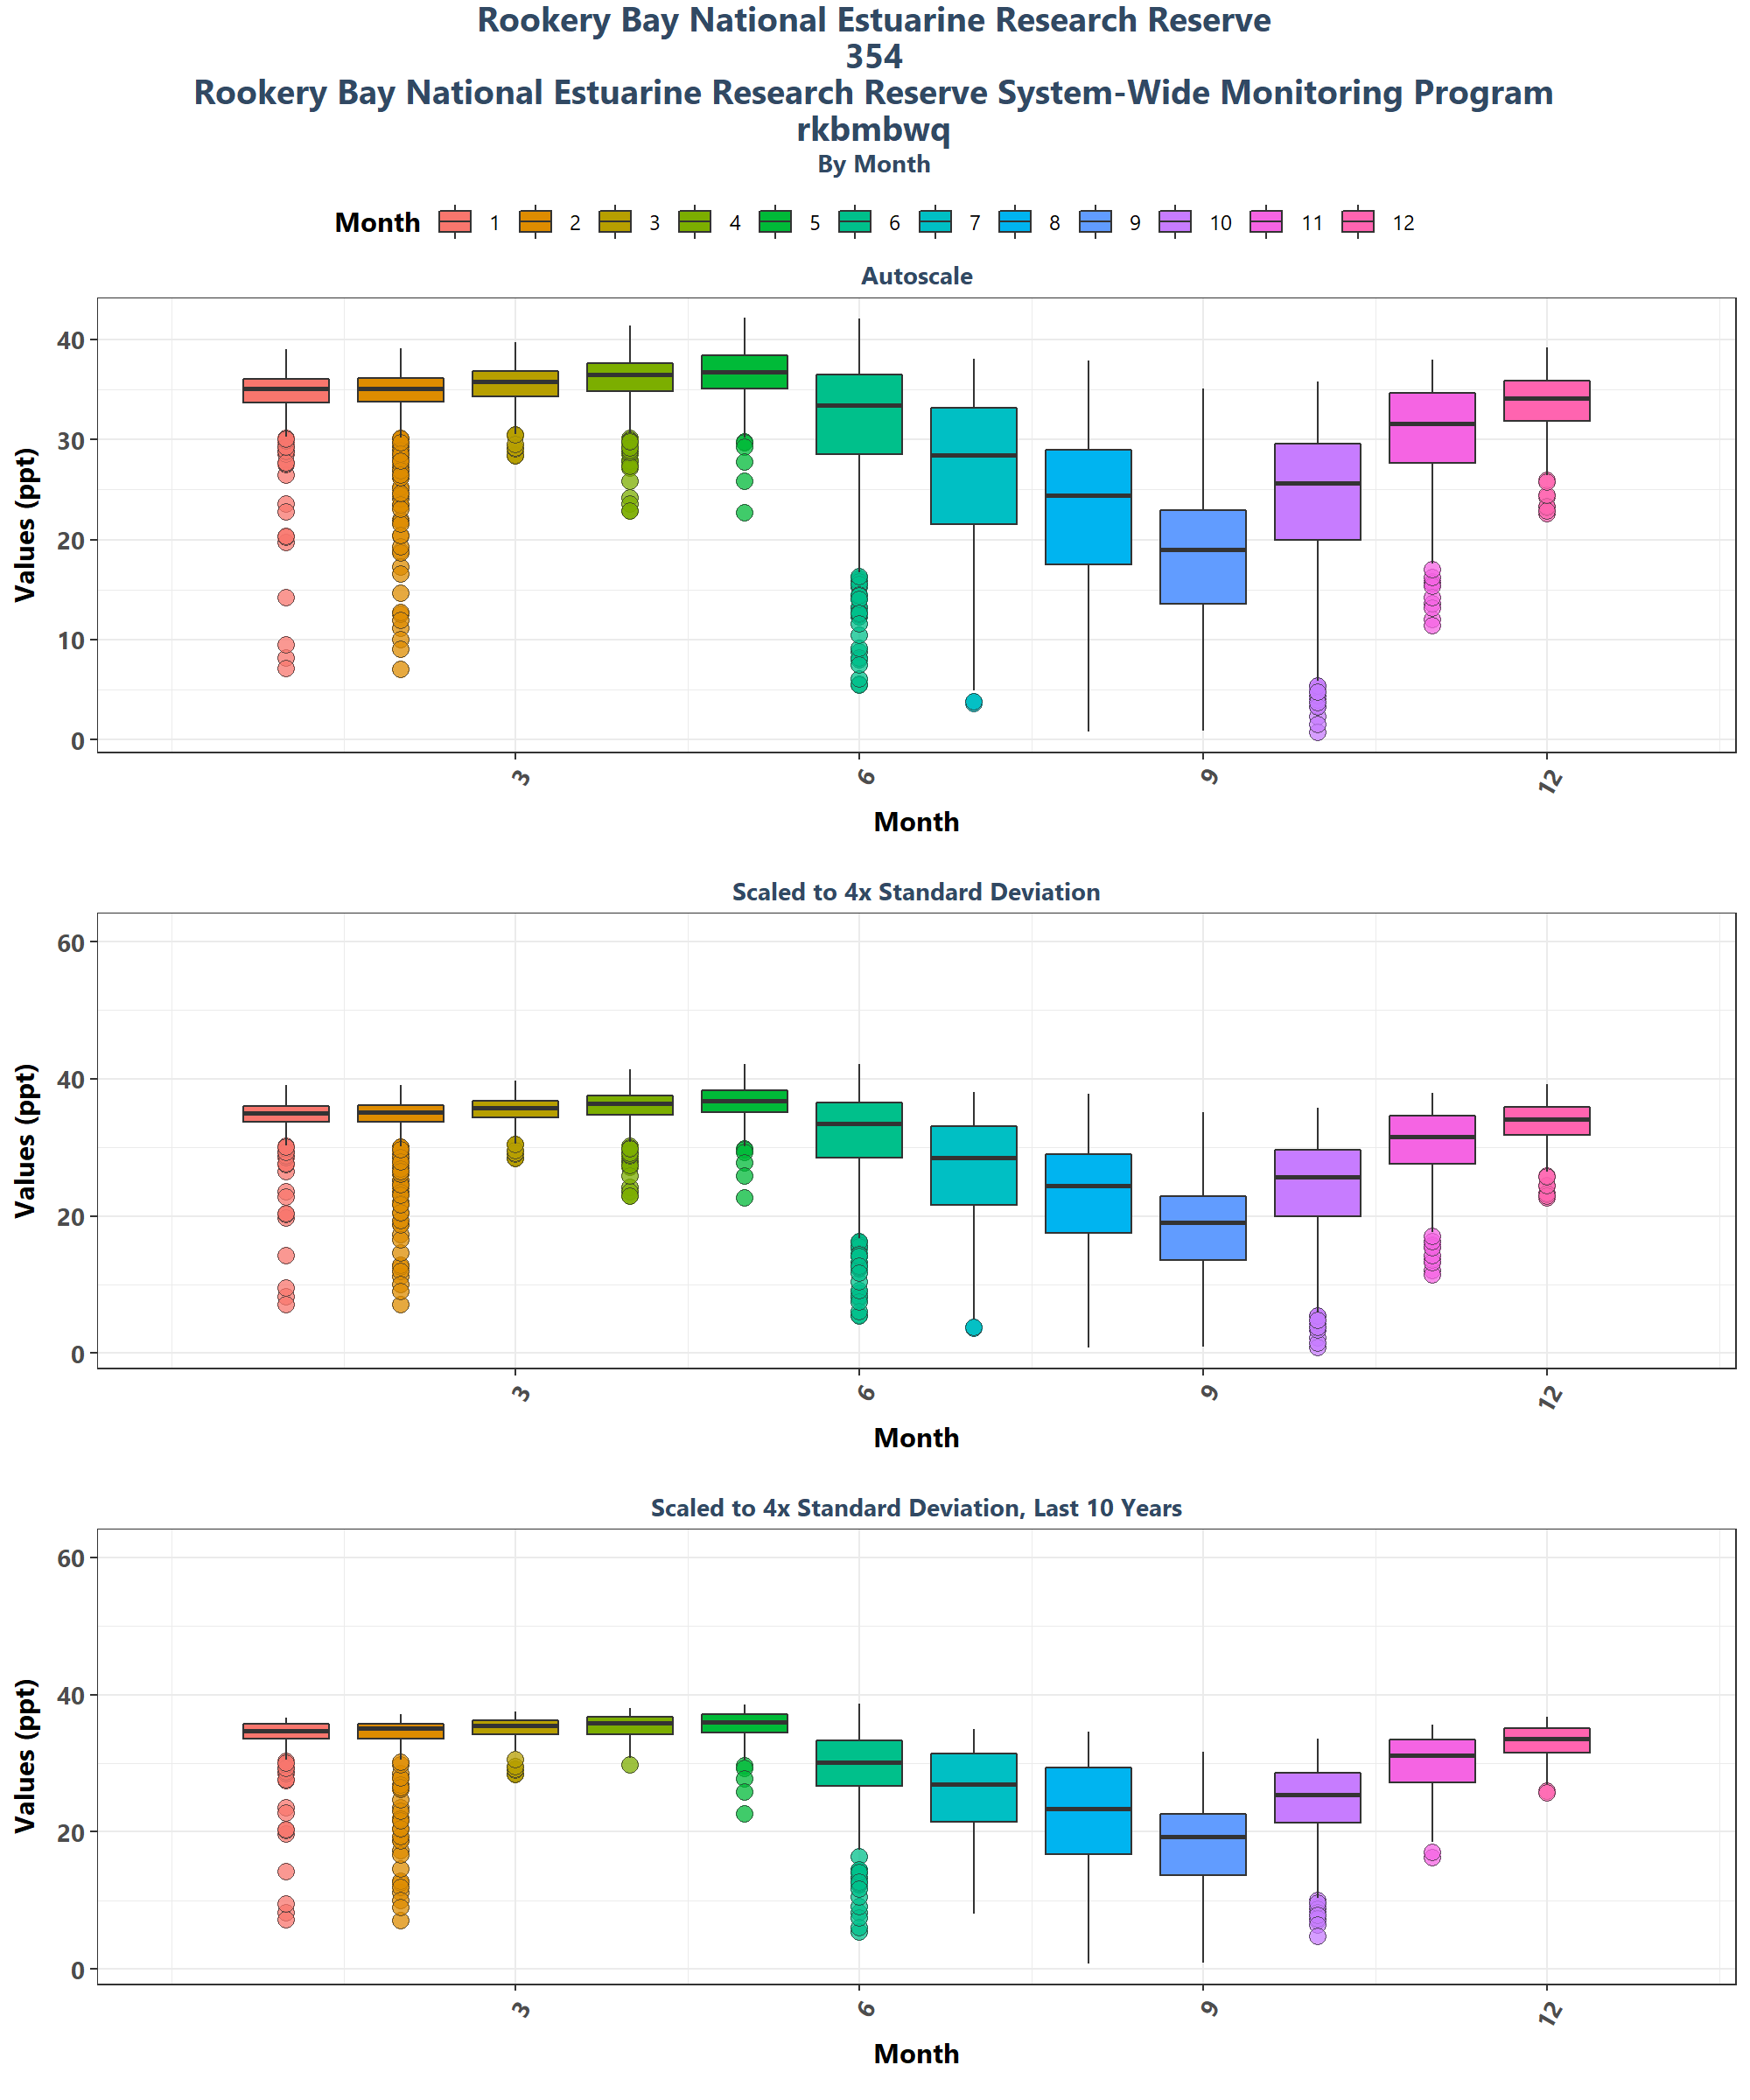 Rookery Bay National Estuarine Research Reserve
354
Rookery Bay National Estuarine Research Reserve System-Wide Monitoring Program
rkbmbwq
By Month
Month 1 2 3 4 5 6 7 8 9 10 11 12
Autoscale
Values (ppt)
40
30
20
10
0
3 6 9 12
Month
Scaled to 4x Standard Deviation
Values (ppt)
60
40
20
0
3 6 9 12
Month
Scaled to 4x Standard Deviation, Last 10 Years
Values (ppt)
60
40
20
0
3 6 9 12
Month